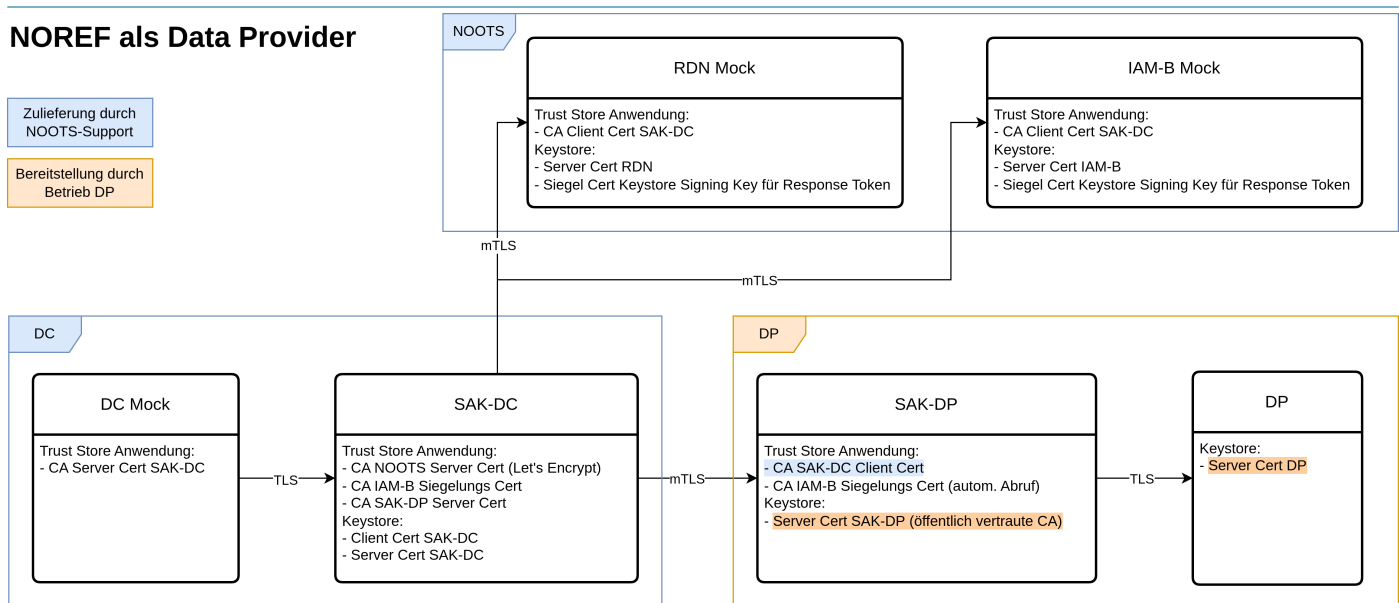 NOREF als Data Provider
Zulieferung durch
NOOTS-Support
Bereitstellung durch
Betrieb DP
NOOTS
RDN Mock
Trust Store Anwendung:
- CA Client Cert SAK-DC
Keystore:
- Server Cert RDN
- Siegel Cert Keystore Signing Key für Response Token
IAM-B Mock
Trust Store Anwendung:
- CA Client Cert SAK-DC
Keystore:
- Server Cert IAM-B
- Siegel Cert Keystore Signing Key für Response Token
mTLS
mTLS
DC
DC Mock
Trust Store Anwendung:
- CA Server Cert SAK-DC
TLS
SAK-DC
Trust Store Anwendung:
- CA NOOTS Server Cert (Let's Encrypt)
- CA IAM-B Siegelungs Cert
- CA SAK-DP Server Cert
Keystore:
- Client Cert SAK-DC
- Server Cert SAK-DC
mTLS
DP
SAK-DP
Trust Store Anwendung:
- CA SAK-DC Client Cert
- CA IAM-B Siegelungs Cert (autom. Abruf)
Keystore:
- Server Cert SAK-DP (öffentlich vertraute CA)
TLS
DP
Keystore:
- Server Cert DP